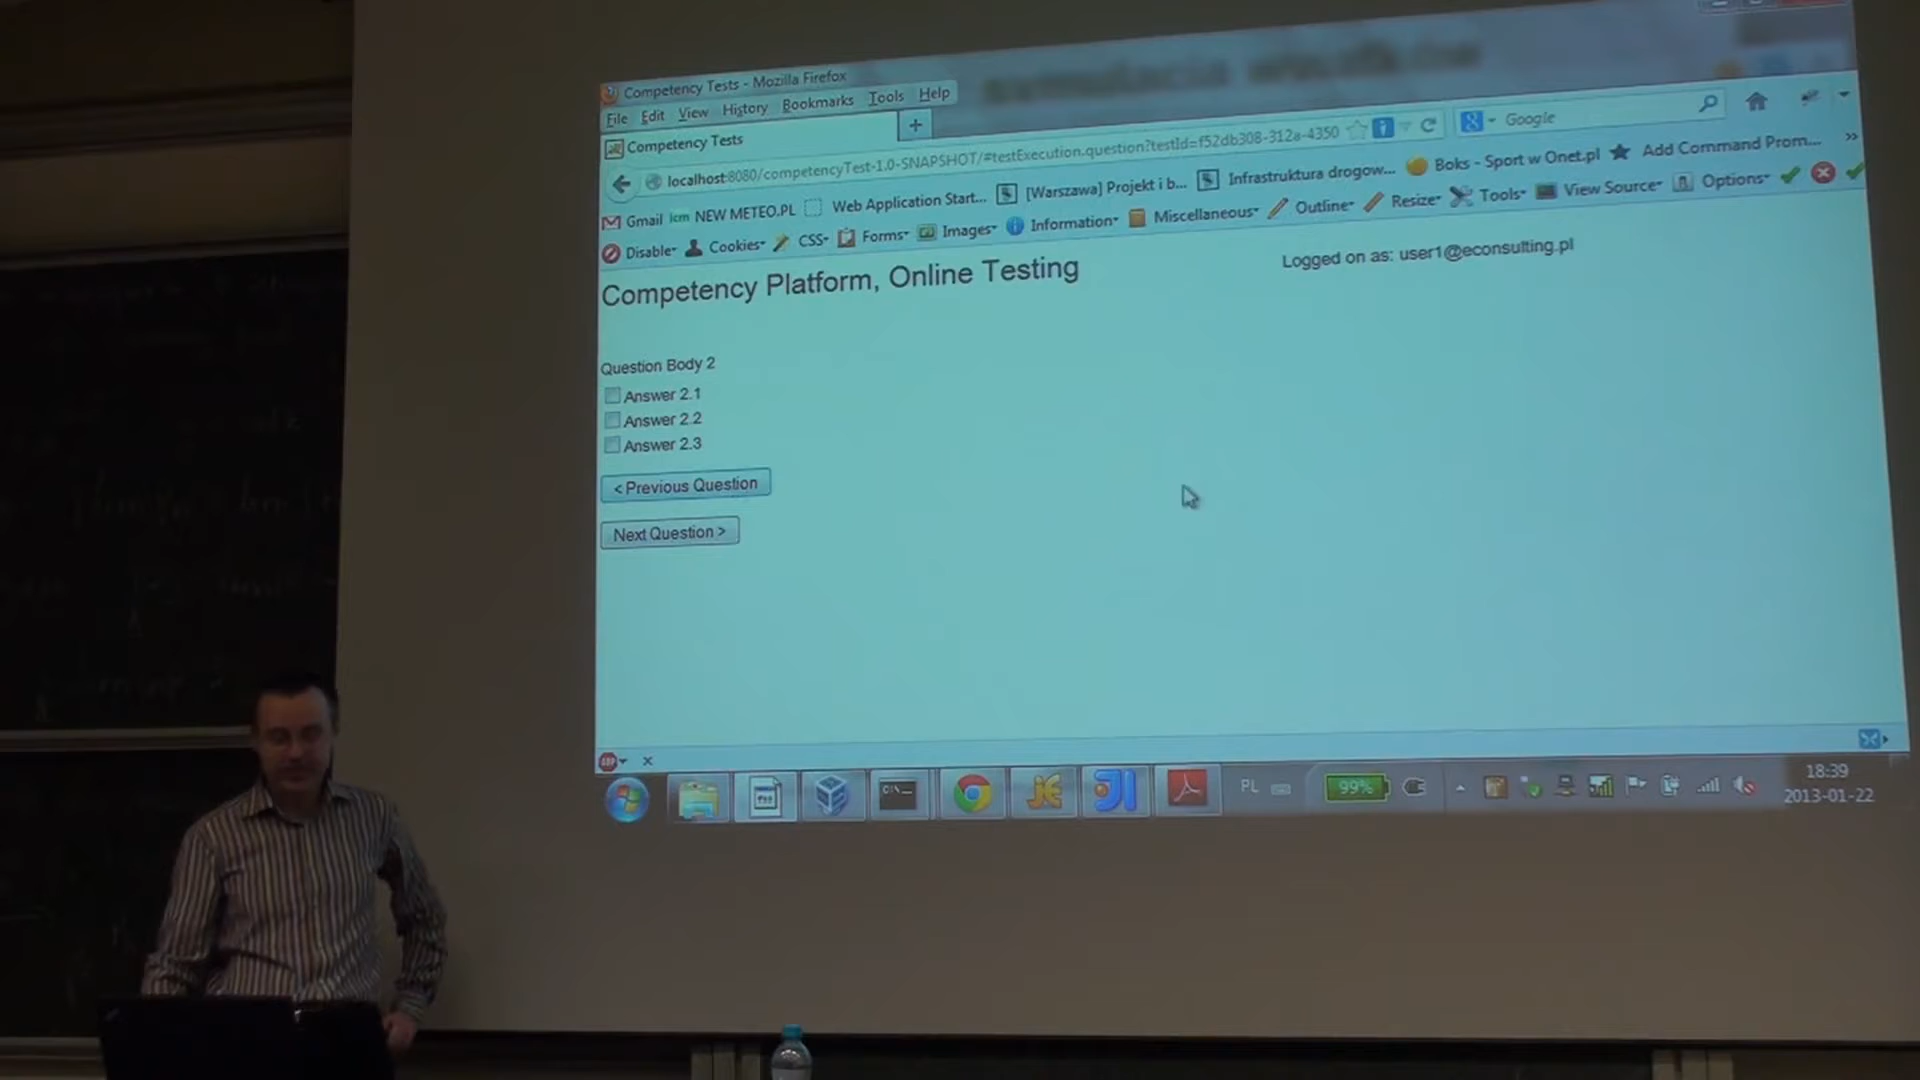 Competency Tests - Mozilla Firefox
File Edit View History Bookmarks Tools Help
Competency Tests
+
localhost:8080/competencyTest-1.0-SNAPSHOT/#testExecution.question?testId=f52db308-312a-4350
Google
Gmail icm NEW METEO.PL Web Application Start... [Warszawa] Projekt i b... Infrastruktura drogow... Boks - Sport w Onet.pl Add Command Prom... »
Disable Cookies CSS Forms Images Information Miscellaneous Outline Resize Tools View Source Options
Competency Platform, Online Testing
Logged on as: user1@econsulting.pl
Question Body 2
Answer 2.1
Answer 2.2
Answer 2.3
< Previous Question
Next Question >
ABP
PL
99%
18:39
2013-01-22